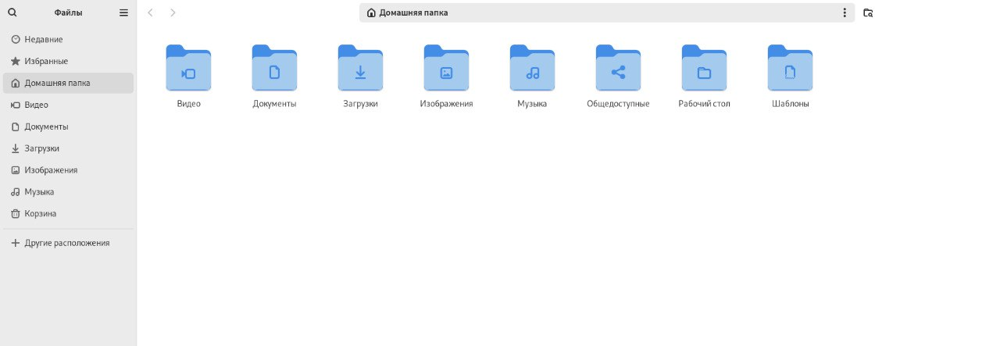 Файлы
Домашняя папка
Недавние
Избранные
Домашняя папка
Видео
Документы
Загрузки
Изображения
Музыка
Корзина
Другие расположения
Видео Документы Загрузки Изображения Музыка Общедоступные Рабочий стол Шаблоны